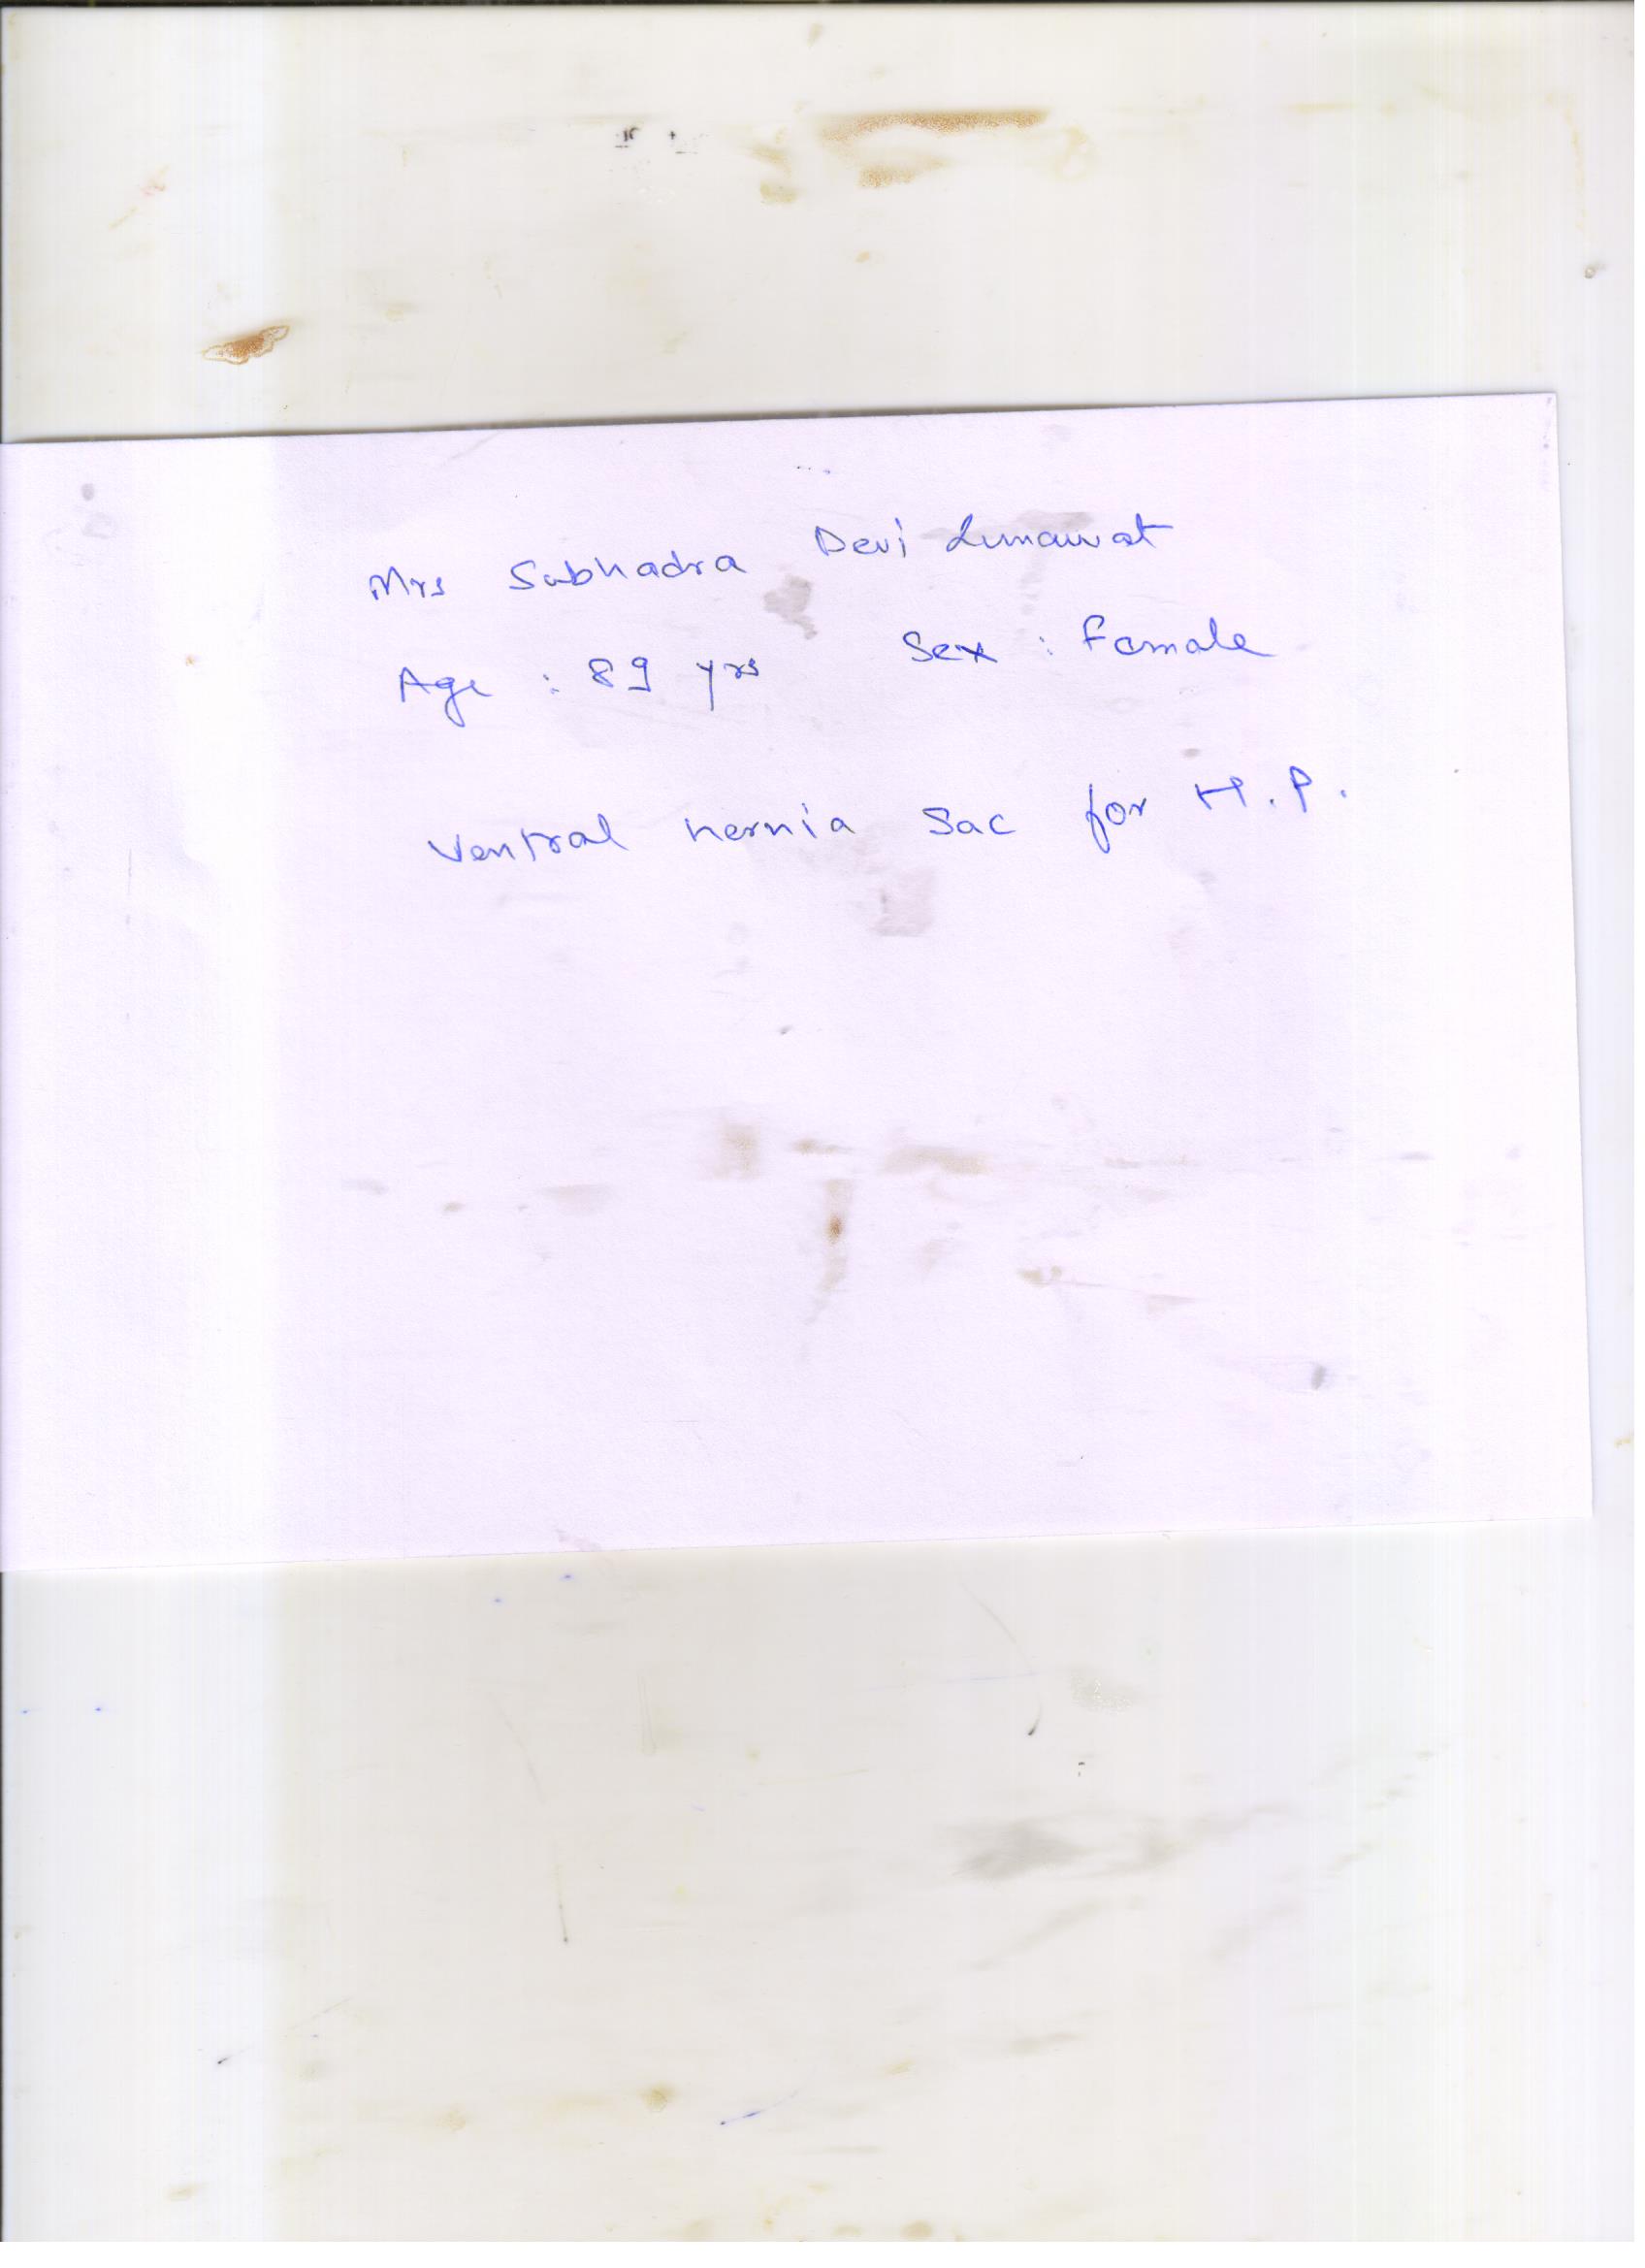 Mrs Subhadra Devi Lunawat
Age : 89 yrs Sex : Female
Ventral hernia Sac for H.P.